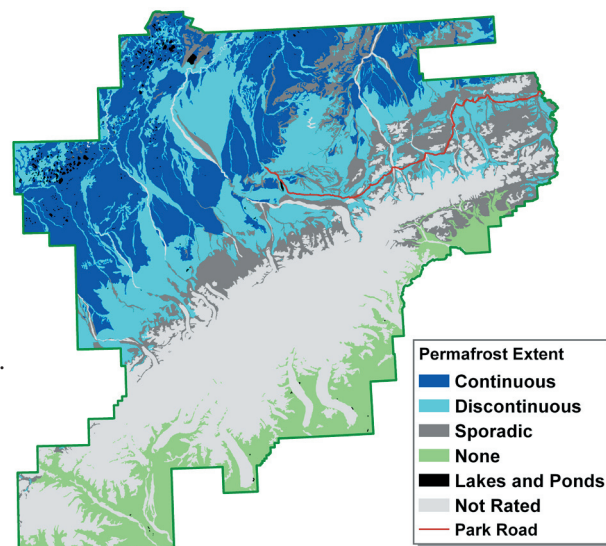 Permafrost Extent
Continuous
Discontinuous
Sporadic
None
Lakes and Ponds
Not Rated
Park Road
.